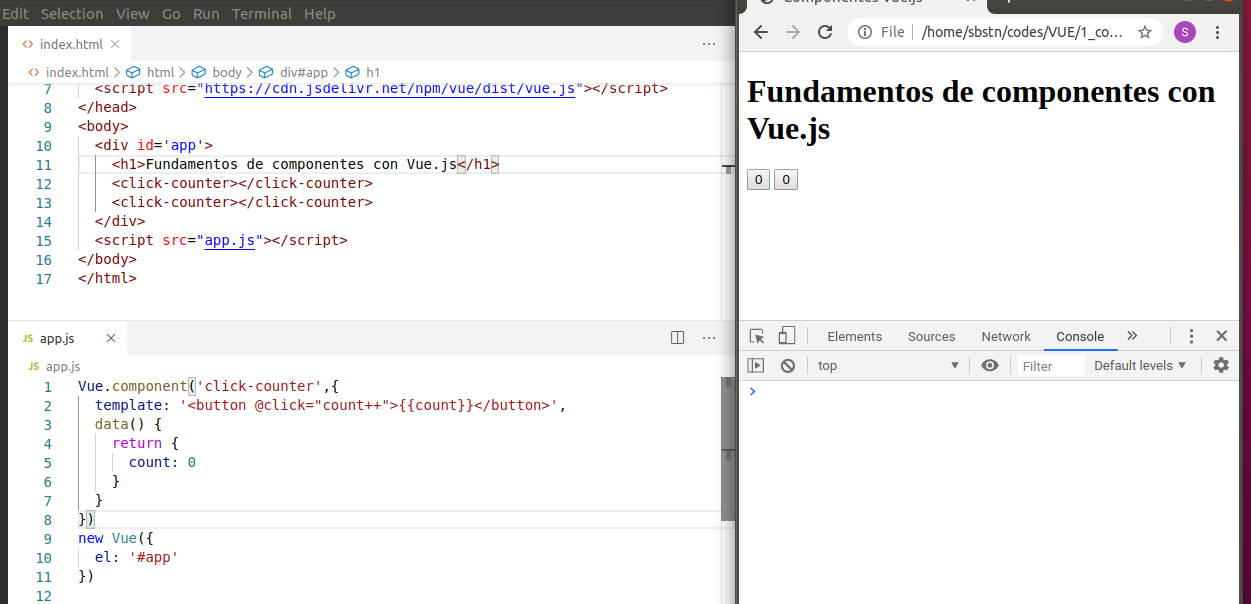 Edit Selection View Go Run Terminal Help
index.html
index.html > html > body > div#app > h1
7 <script src="https://cdn.jsdelivr.net/npm/vue/dist/vue.js"></script>
8 </head>
9 <body>
10 <div id='app'>
11 <h1>Fundamentos de componentes con Vue.js</h1>
12 <click-counter></click-counter>
13 <click-counter></click-counter>
14 </div>
15 <script src="app.js"></script>
16 </body>
17 </html>
JS app.js
JS app.js
1 Vue.component('click-counter',{
2 template: '<button @click="count++">{{count}}</button>',
3 data() {
4 return {
5 count: 0
6 }
7 }
8 })
9 new Vue({
10 el: '#app'
11 })
12
Componentes Vue.js
File | /home/sbstn/codes/VUE/1_co...
S
Fundamentos de componentes con
Vue.js
0 0
Elements Sources Network Console
top Filter Default levels